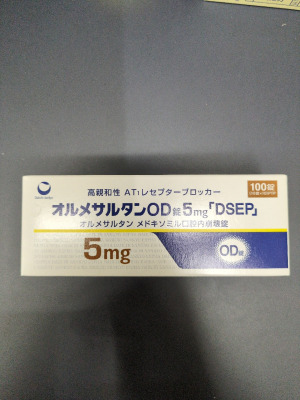 高親和性 AT₁レセプターブロッカー
100錠
オルメサルタンOD錠5mg「DSEP」
オルメサルタン メドキソミル口腔内崩壊錠
5mg
OD錠